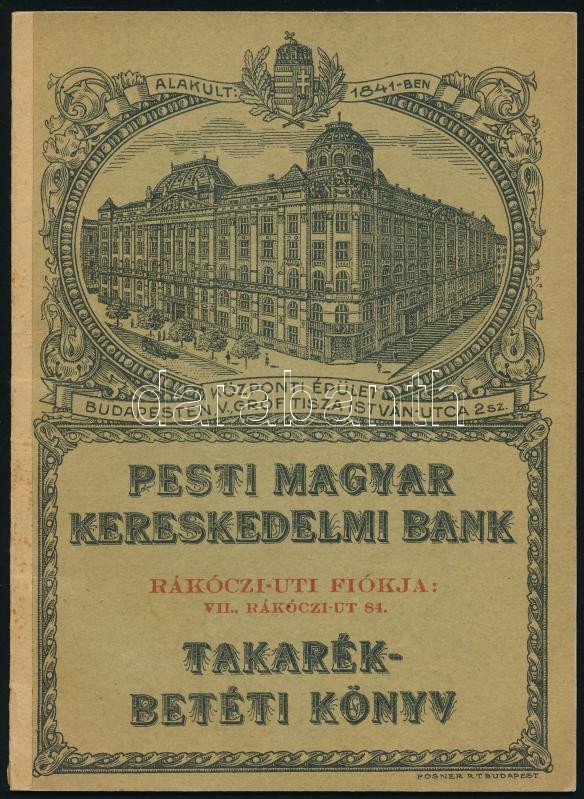 ALAKULT: 1841-BEN
KÖZPONTI ÉPÜLET
BUDAPESTEN, V. GRÓF TISZA ISTVÁN-UTCA 2 SZ.
darabanth
PESTI MAGYAR
KERESKEDELMI BANK
RÁKÓCZI-UTI FIÓKJA:
VII., RÁKÓCZI-UT 84.
TAKARÉK-
BETÉTI KÖNYV
POSNER R.T. BUDAPEST.